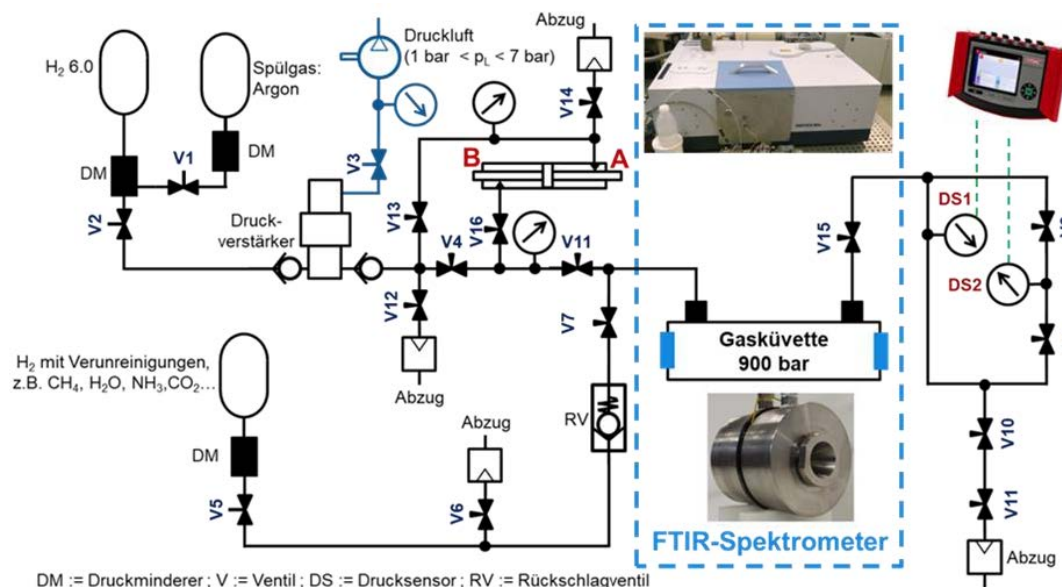 H₂ 6.0
Spülgas:
Argon
Druckluft
(1 bar < pL < 7 bar)
Abzug
V14
DM
V1
DM
V2
V3
Druck-
verstärker
V13
B
A
V16
V4
V11
V12
Abzug
V7
V15
DS1
DS2
H₂ mit Verunreinigungen,
z.B. CH₄, H₂O, NH₃,CO₂...
DM
V5
Abzug
V6
RV
Gasküvette
900 bar
FTIR-Spektrometer
V10
V11
Abzug
DM := Druckminderer ; V := Ventil ; DS := Drucksensor ; RV := Rückschlagventil